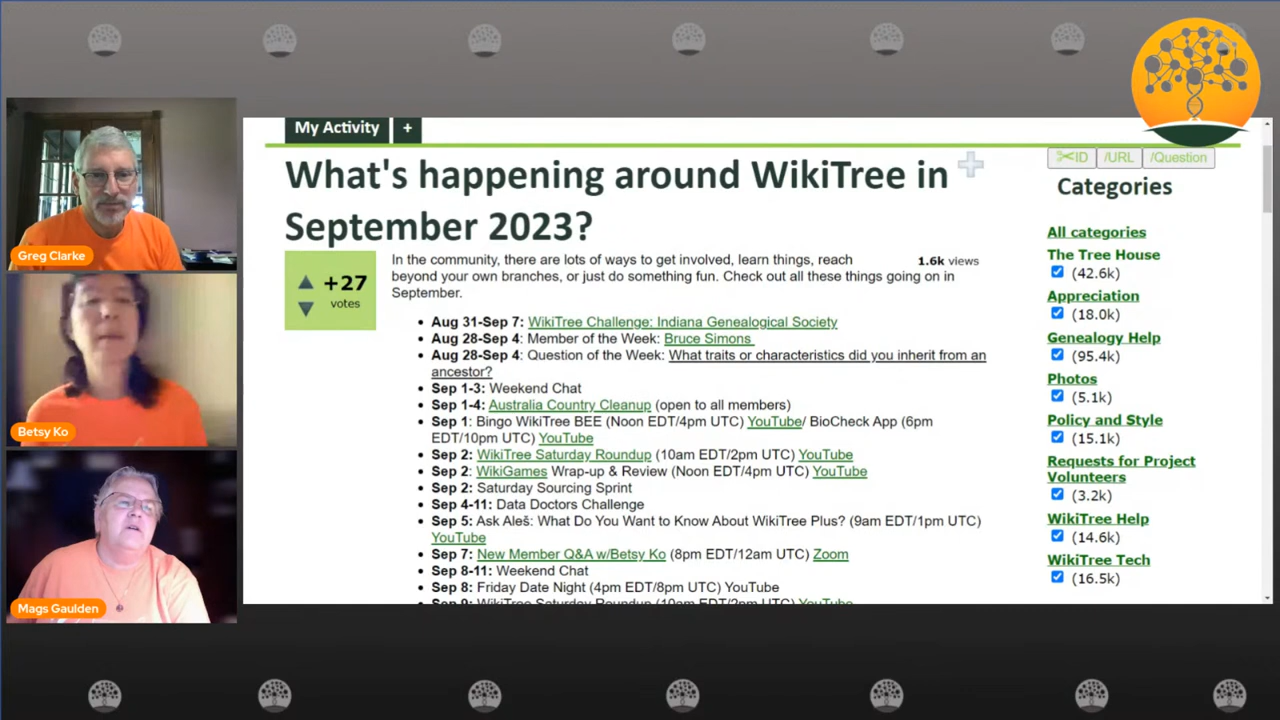 My Activity +
What's happening around WikiTree in
September 2023?
+27
votes
In the community, there are lots of ways to get involved, learn things, reach
beyond your own branches, or just do something fun. Check out all these things going on in
September.
1.6k views
Aug 31-Sep 7: WikiTree Challenge: Indiana Genealogical Society
Aug 28-Sep 4: Member of the Week: Bruce Simons
Aug 28-Sep 4: Question of the Week: What traits or characteristics did you inherit from an
ancestor?
Sep 1-3: Weekend Chat
Sep 1-4: Australia Country Cleanup (open to all members)
Sep 1: Bingo WikiTree BEE (Noon EDT/4pm UTC) YouTube/ BioCheck App (6pm
EDT/10pm UTC) YouTube
Sep 2: WikiTree Saturday Roundup (10am EDT/2pm UTC) YouTube
Sep 2: WikiGames Wrap-up & Review (Noon EDT/4pm UTC) YouTube
Sep 2: Saturday Sourcing Sprint
Sep 4-11: Data Doctors Challenge
Sep 5: Ask Aleš: What Do You Want to Know About WikiTree Plus? (9am EDT/1pm UTC)
YouTube
Sep 7: New Member Q&A w/Betsy Ko (8pm EDT/12am UTC) Zoom
Sep 8-11: Weekend Chat
Sep 8: Friday Date Night (4pm EDT/8pm UTC) YouTube
Sep 9: WikiTree Saturday Roundup (10am EDT/2pm UTC) YouTube
ID /URL /Question
Categories
All categories
The Tree House
(42.6k)
Appreciation
(18.0k)
Genealogy Help
(95.4k)
Photos
(5.1k)
Policy and Style
(15.1k)
Requests for Project
Volunteers
(3.2k)
WikiTree Help
(14.6k)
WikiTree Tech
(16.5k)
Greg Clarke
Betsy Ko
Mags Gaulden